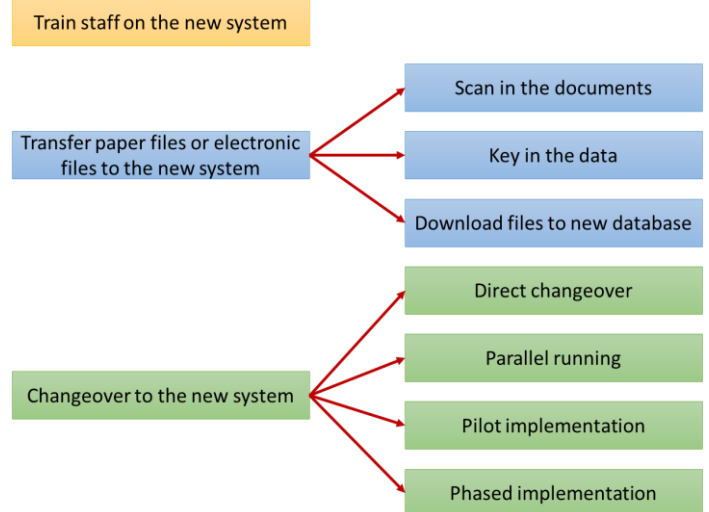 Train staff on the new system
Scan in the documents
Transfer paper files or electronic
files to the new system
Key in the data
Download files to new database
Direct changeover
Parallel running
Changeover to the new system
Pilot implementation
Phased implementation